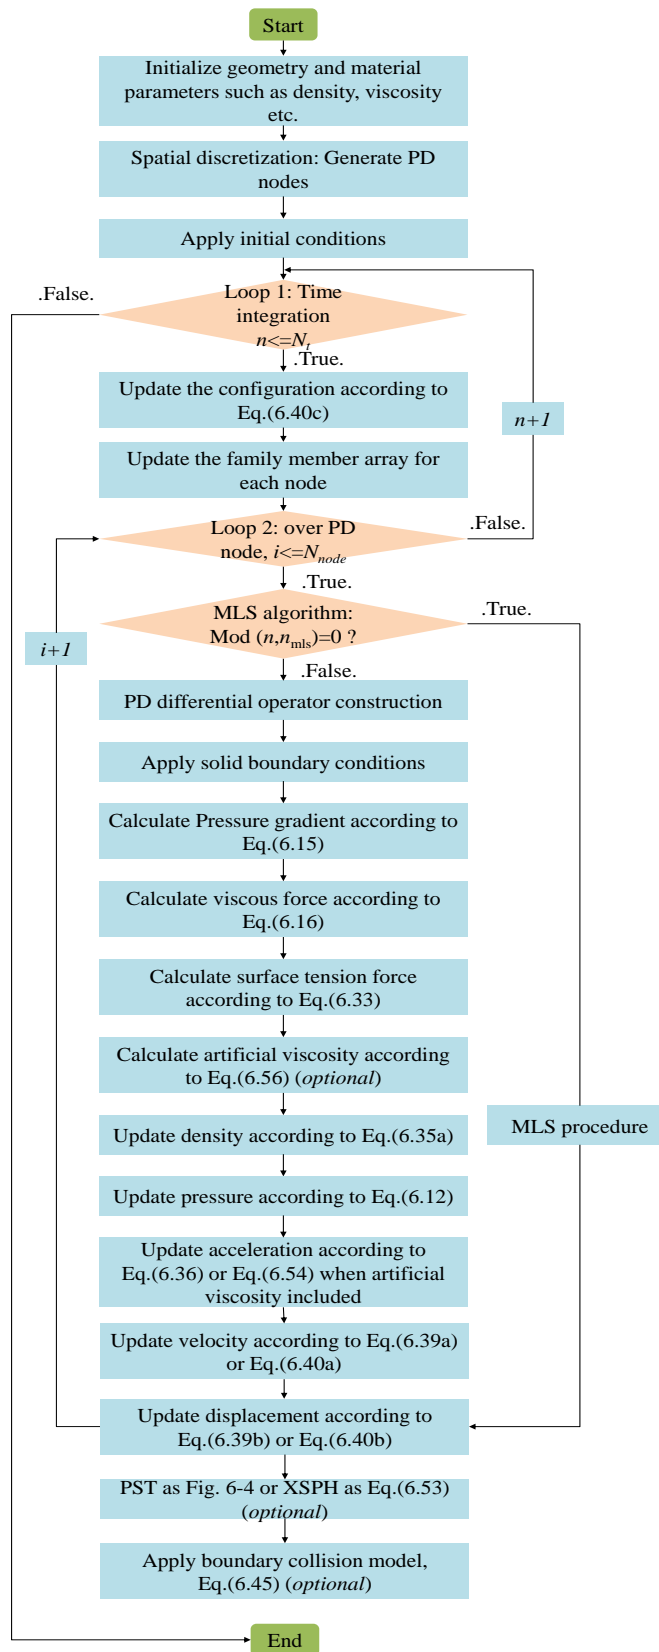 Start
Initialize geometry and material
parameters such as density, viscosity
etc.
Spatial discretization: Generate PD
nodes
Apply initial conditions
.False.
Loop 1: Time
integration
n<=Nt
.True.
Update the configuration according to
Eq.(6.40c)
n+1
Update the family member array for
each node
Loop 2: over PD
node, i<=Nnode
.False.
.True.
MLS algorithm:
Mod (n,nmls)=0 ?
.True.
i+1
.False.
PD differential operator construction
Apply solid boundary conditions
Calculate Pressure gradient according to
Eq.(6.15)
Calculate viscous force according to
Eq.(6.16)
Calculate surface tension force
according to Eq.(6.33)
Calculate artificial viscosity according
to Eq.(6.56) (optional)
Update density according to Eq.(6.35a)
MLS procedure
Update pressure according to Eq.(6.12)
Update acceleration according to
Eq.(6.36) or Eq.(6.54) when artificial
viscosity included
Update velocity according to Eq.(6.39a)
or Eq.(6.40a)
Update displacement according to
Eq.(6.39b) or Eq.(6.40b)
PST as Fig. 6-4 or XSPH as Eq.(6.53)
(optional)
Apply boundary collision model,
Eq.(6.45) (optional)
End